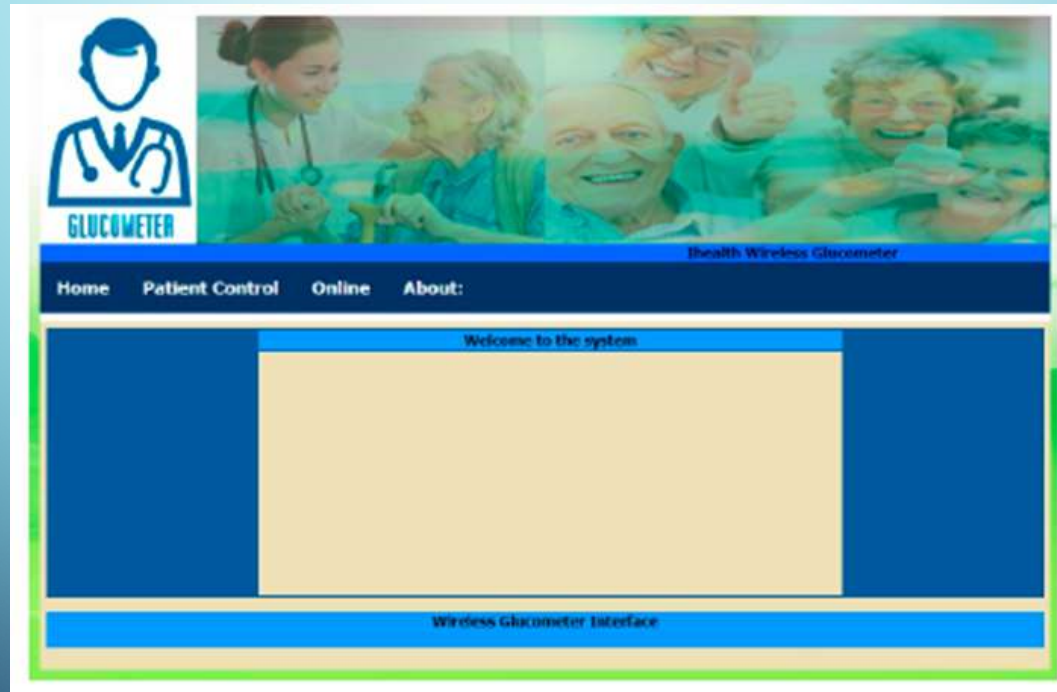 GLUCOMETER
Ihealth Wireless Glucometer
Home Patient Control Online About:
Welcome to the system
Wireless Glucometer Interface